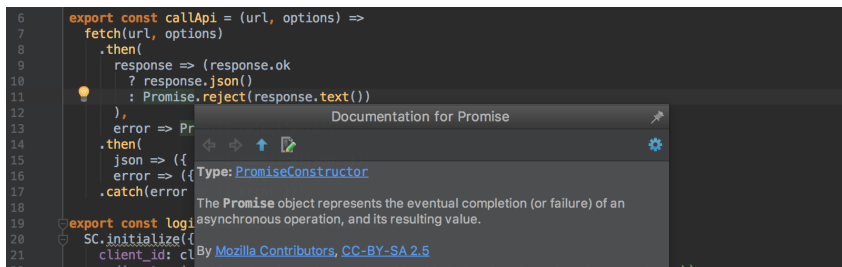 6 export const callApi = (url, options) =>
7 fetch(url, options)
8 .then(
9 response => (response.ok
10 ? response.json()
11 : Promise.reject(response.text())
12 ),
13 error => Pr
14 .then(
15 json => ({
16 error => ({
17 .catch(error
18
19 export const logi
20 SC.initialize({
21 client_id: cl
Documentation for Promise
Type: PromiseConstructor
The Promise object represents the eventual completion (or failure) of an
asynchronous operation, and its resulting value.
By Mozilla Contributors, CC-BY-SA 2.5